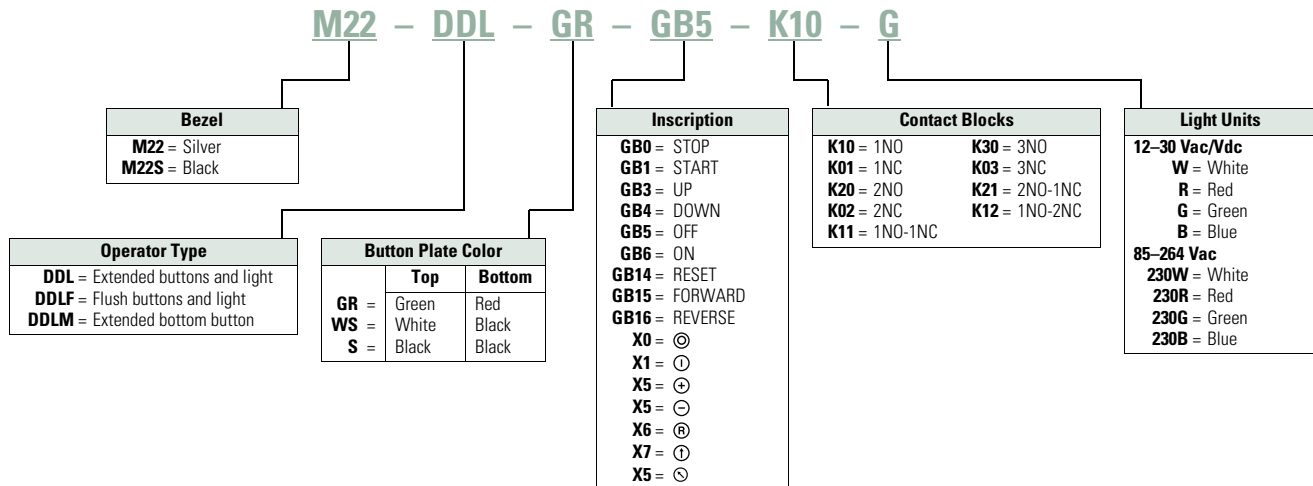 M22 – DDL – GR – GB5 – K10 – G
Bezel
M22 = Silver
M22S = Black
Operator Type
DDL = Extended buttons and light
DDLF = Flush buttons and light
DDLM = Extended bottom button
Button Plate Color
Top Bottom
GR = Green Red
WS = White Black
S = Black Black
Inscription
GB0 = STOP
GB1 = START
GB3 = UP
GB4 = DOWN
GB5 = OFF
GB6 = ON
GB14 = RESET
GB15 = FORWARD
GB16 = REVERSE
X0 =
X1 =
X5 =
X5 =
X6 = Ⓡ
X7 =
X5 =
Contact Blocks
K10 = 1NO K30 = 3NO
K01 = 1NC K03 = 3NC
K20 = 2NO K21 = 2NO-1NC
K02 = 2NC K12 = 1NO-2NC
K11 = 1NO-1NC
Light Units
12–30 Vac/Vdc
W = White
R = Red
G = Green
B = Blue
85–264 Vac
230W = White
230R = Red
230G = Green
230B = Blue